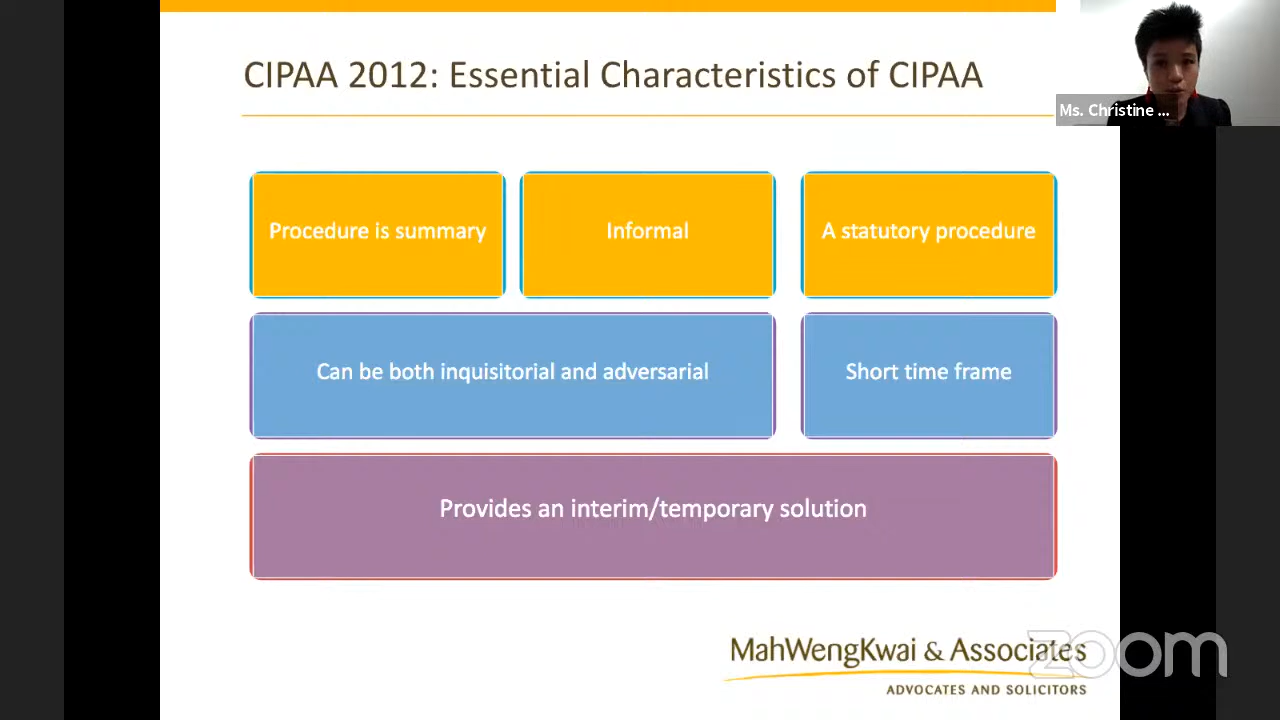 CIPAA 2012: Essential Characteristics of CIPAA
Ms. Christine ...
Procedure is summary
Informal
A statutory procedure
Can be both inquisitorial and adversarial
Short time frame
Provides an interim/temporary solution
MahWengKwai & Associates
ADVOCATES AND SOLICITORS
zoom